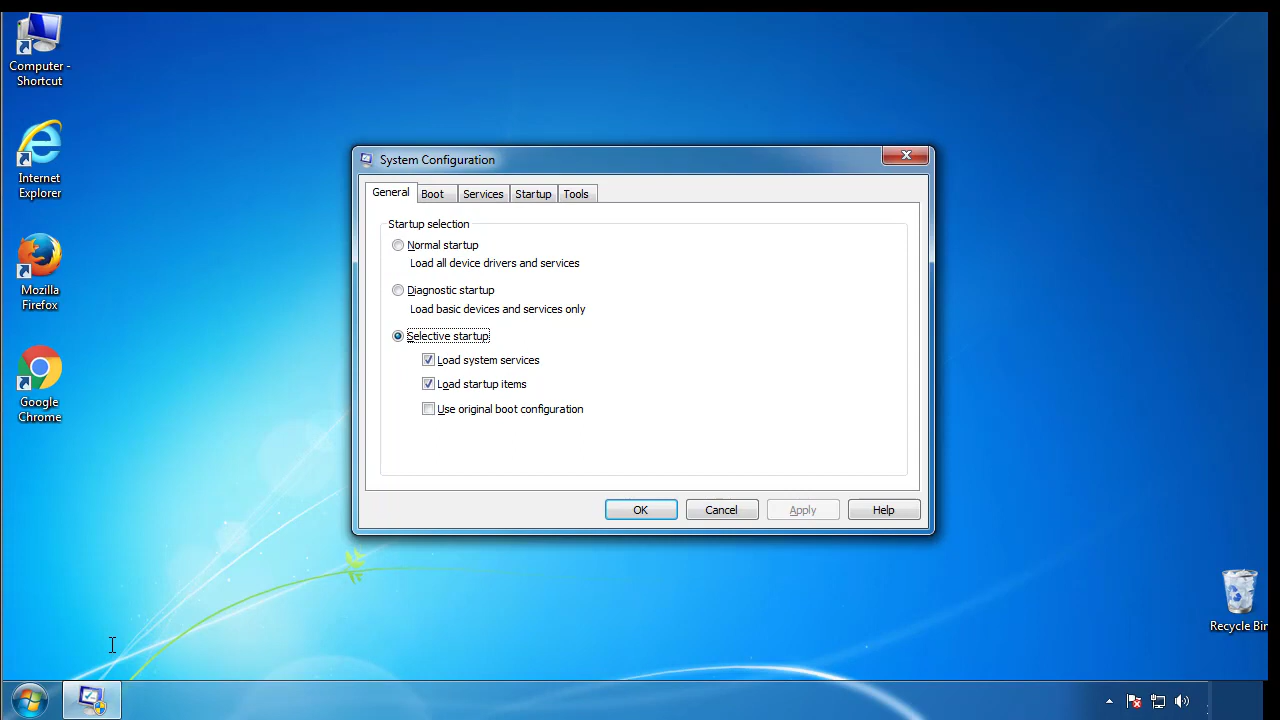 Computer -
Shortcut
Internet
Explorer
Mozilla
Firefox
Google
Chrome
System Configuration
General
Boot
Services
Startup
Tools
Startup selection
Normal startup
Load all device drivers and services
Diagnostic startup
Load basic devices and services only
Selective startup
Load system services
Load startup items
Use original boot configuration
OK
Cancel
Apply
Help
Recycle Bin